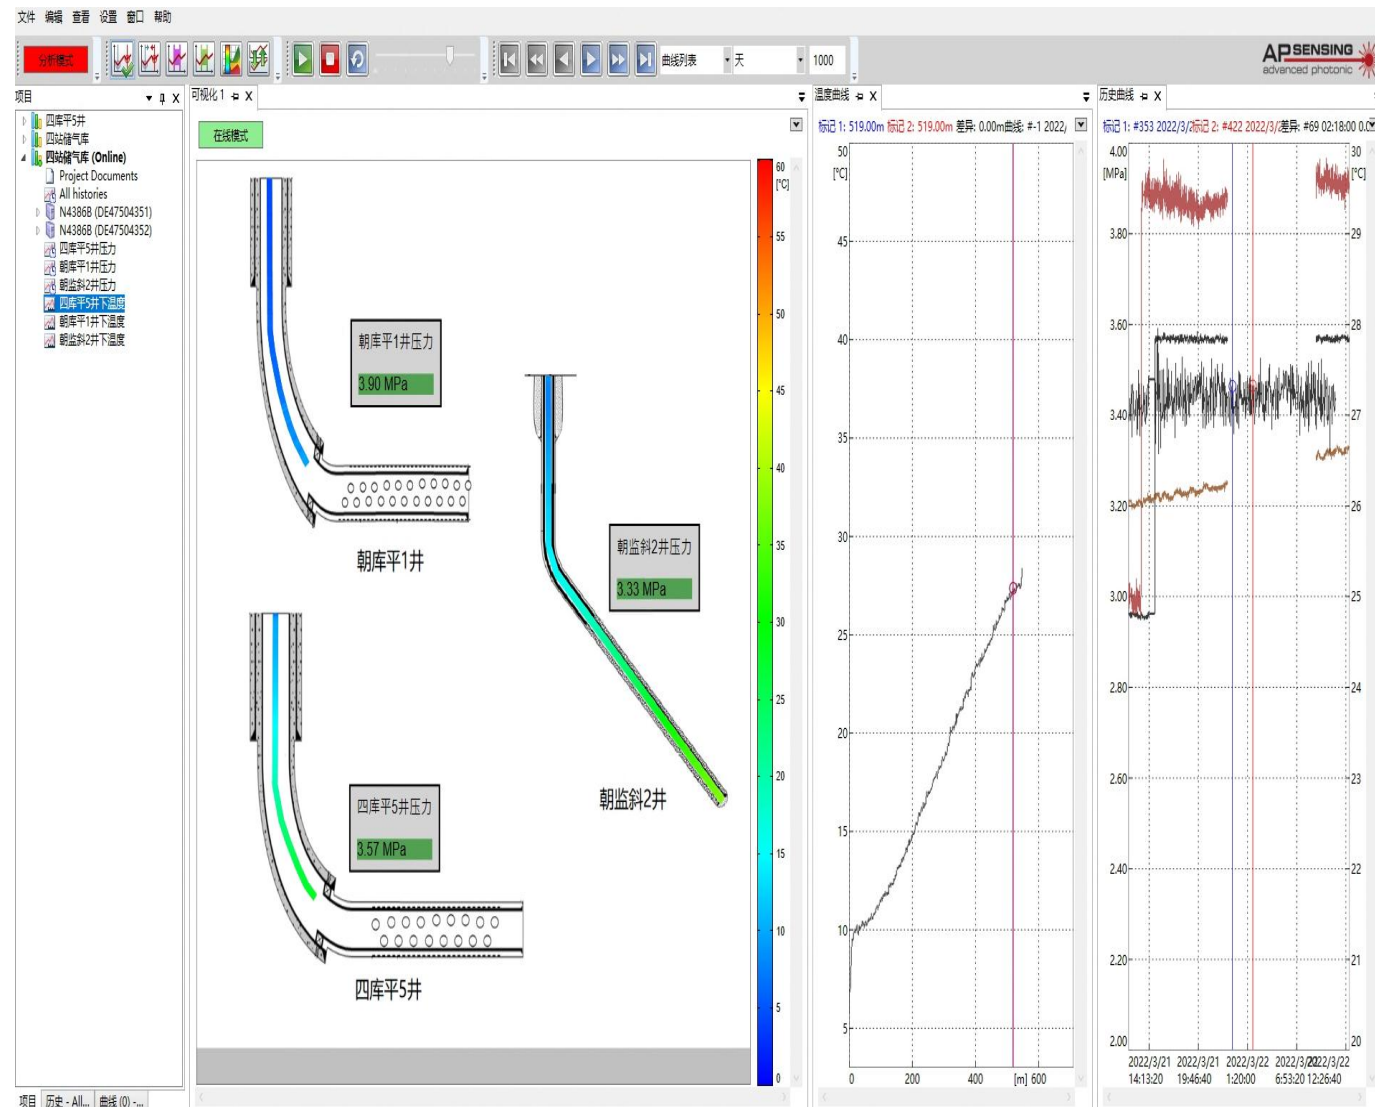 文件 编辑 查看 设置 窗口 帮助
分析模式
曲线列表 天 1000
AP SENSING
advanced photonic
项目
四库平5井
四站储气库
四站储气库 (Online)
Project Documents
All histories
N4386B (DE47504351)
N4386B (DE47504352)
四库平5井压力
朝库平1井压力
朝监斜2井压力
四库平5井下温度
朝库平1井下温度
朝监斜2井下温度
项目 历史 - All... 曲线 (0) -...
可视化 1
在线模式
朝库平1井压力
3.90 MPa
朝库平1井
朝监斜2井压力
3.33 MPa
朝监斜2井
四库平5井压力
3.57 MPa
四库平5井
60
[°C]
55
50
45
40
35
30
25
20
15
10
5
0
温度曲线
标记 1: 519.00m 标记 2: 519.00m 差异: 0.00m曲线: #-1 2022/
50
[°C]
45
40
35
30
25
20
15
10
5
0 200 400 [m] 600
历史曲线
标记 1: #353 2022/3/2 标记 2: #422 2022/3/2 差异: #69 02:18:00 0.0
4.00 30
[MPa] [°C]
3.80 29
3.60 28
3.40 27
3.20 26
3.00 25
2.80 24
2.60 23
2.40 22
2.20 21
2.00 20
2022/3/21 2022/3/21 2022/3/22 2022/3/22 2022/3/22
14:13:20 19:46:40 1:20:00 6:53:20 12:26:40